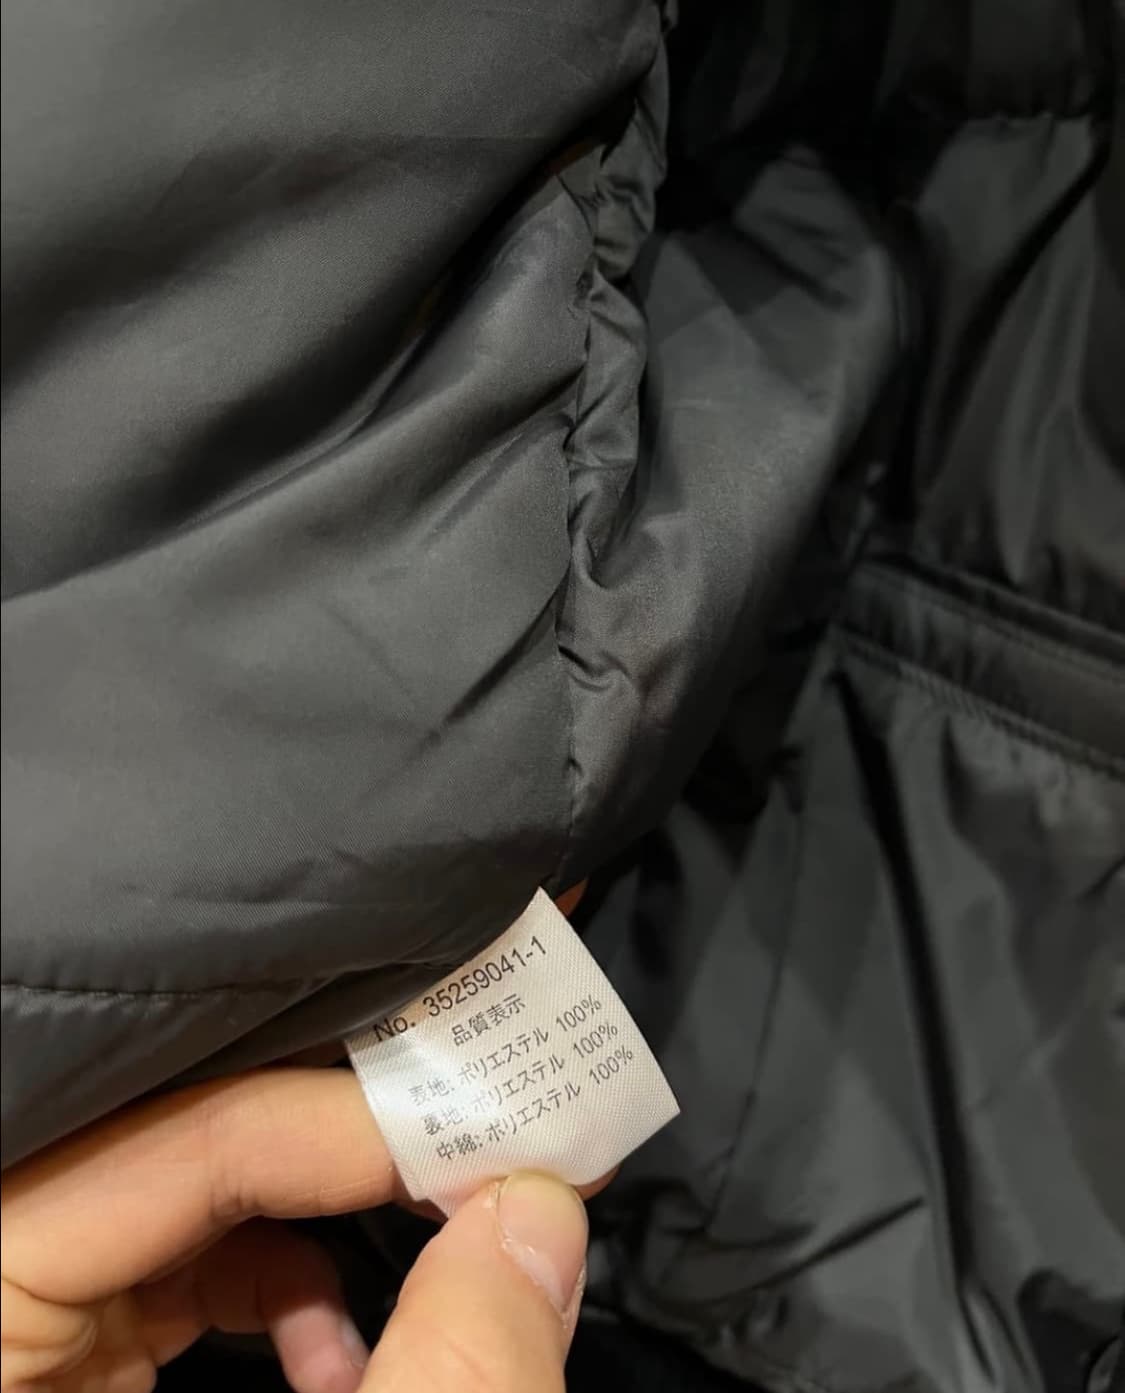 No. 35259041-1
品質表示
表地: ポリエステル 100%
裏地: ポリエステル 100%
中綿: ポリエステル 100%